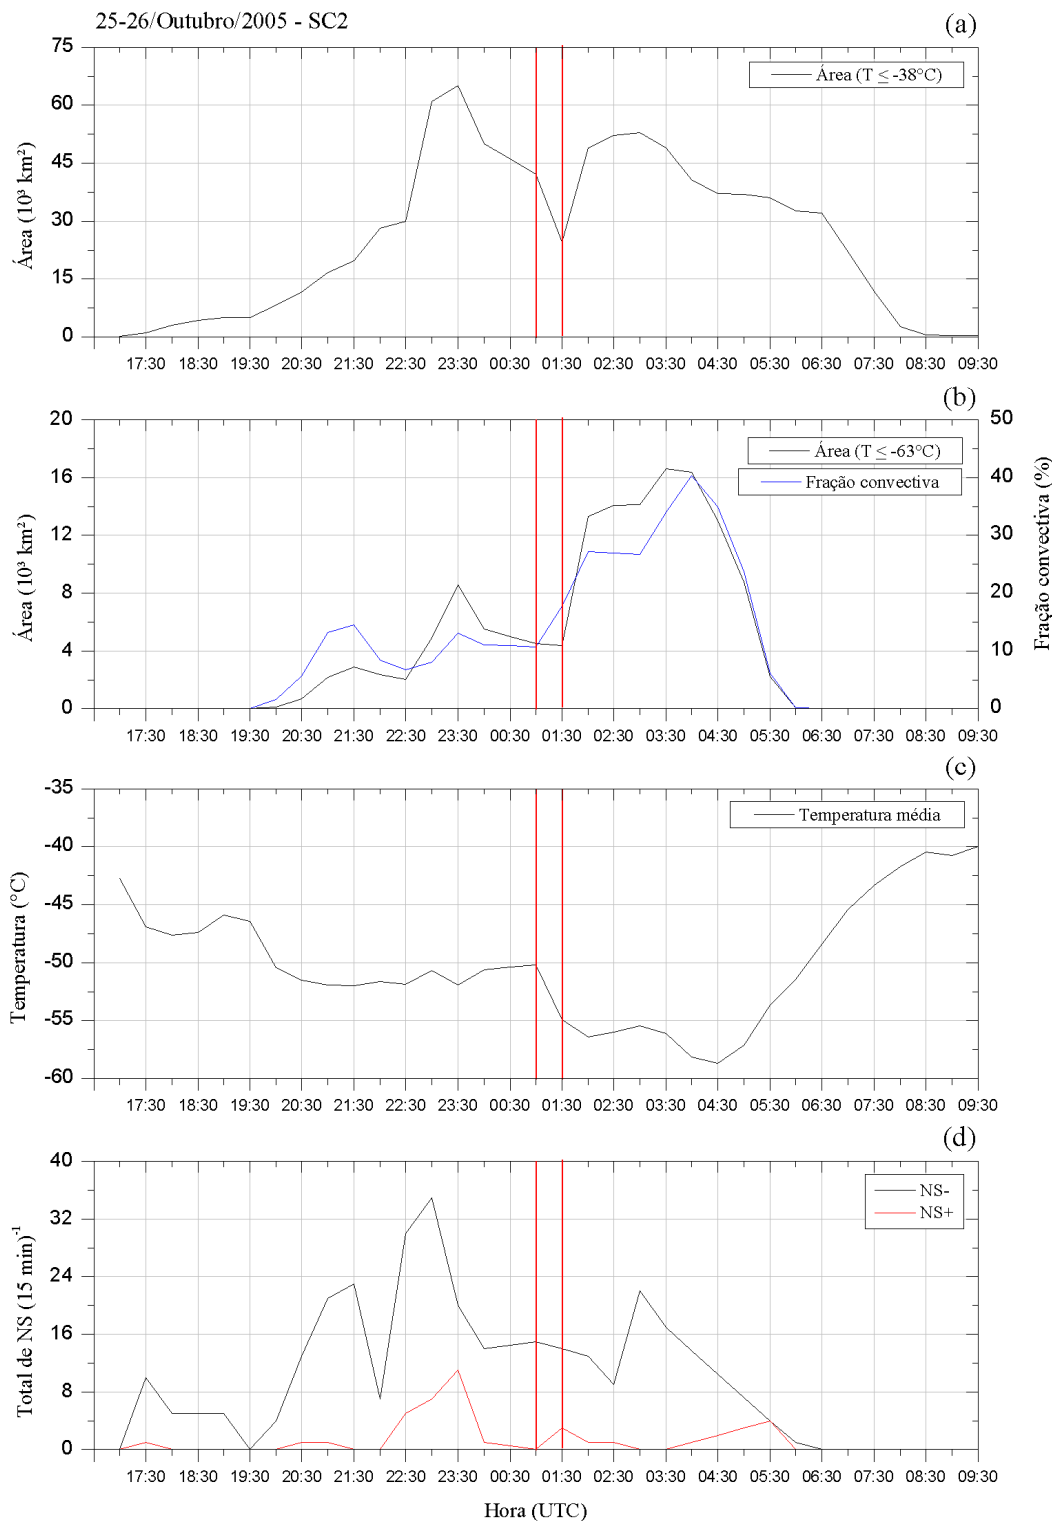 25-26/Outubro/2005 - SC2
(a)
75
60
45
30
15
0
Área (10³ km²)
Área (T ≤ -38°C)
17:30 18:30 19:30 20:30 21:30 22:30 23:30 00:30 01:30 02:30 03:30 04:30 05:30 06:30 07:30 08:30 09:30
(b)
20
16
12
8
4
0
Área (10³ km²)
Área (T ≤ -63°C)
Fração convectiva
50
40
30
20
10
0
Fração convectiva (%)
17:30 18:30 19:30 20:30 21:30 22:30 23:30 00:30 01:30 02:30 03:30 04:30 05:30 06:30 07:30 08:30 09:30
(c)
-35
-40
-45
-50
-55
-60
Temperatura (°C)
Temperatura média
17:30 18:30 19:30 20:30 21:30 22:30 23:30 00:30 01:30 02:30 03:30 04:30 05:30 06:30 07:30 08:30 09:30
(d)
40
32
24
16
8
0
Total de NS (15 min)⁻¹
NS-
NS+
17:30 18:30 19:30 20:30 21:30 22:30 23:30 00:30 01:30 02:30 03:30 04:30 05:30 06:30 07:30 08:30 09:30
Hora (UTC)